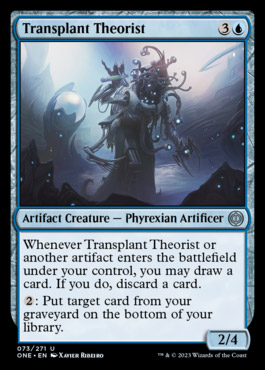 Transplant Theorist 3
Artifact Creature — Phyrexian Artificer
Whenever Transplant Theorist or
another artifact enters the battlefield
under your control, you may draw a
card. If you do, discard a card.
2: Put target card from your
graveyard on the bottom of your
library.
2/4
073/271 U
ONE • EN XAVIER RIBEIRO
™ & © 2023 Wizards of the Coast